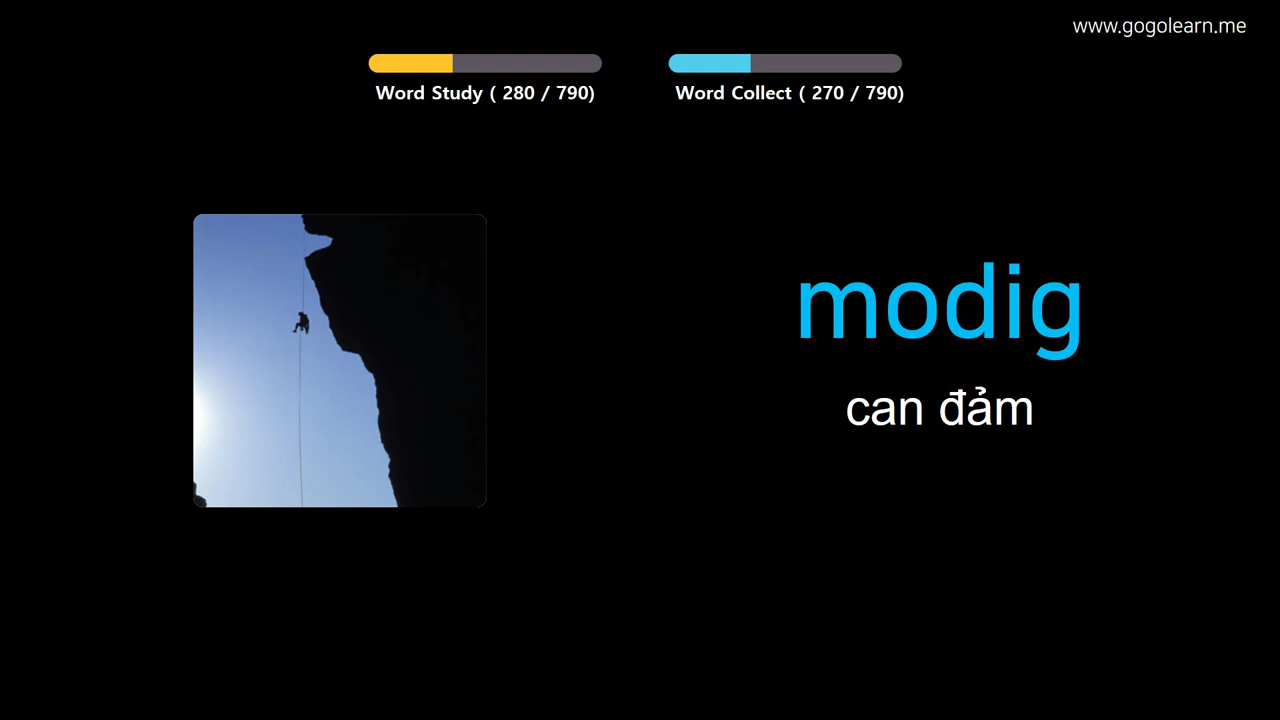 www.gogolearn.me
Word Study ( 280 / 790)
Word Collect ( 270 / 790)
modig
can đảm